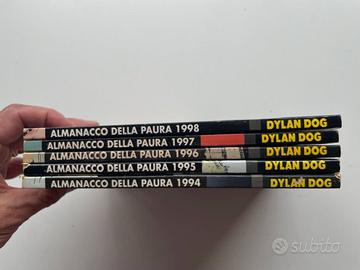 ALMANACCO DELLA PAURA 1998 DYLAN DOG
ALMANACCO DELLA PAURA 1997 DYLAN DOG
ALMANACCO DELLA PAURA 1996 DYLAN DOG
ALMANACCO DELLA PAURA 1995 DYLAN DOG
ALMANACCO DELLA PAURA 1994 DYLAN DOG
subito